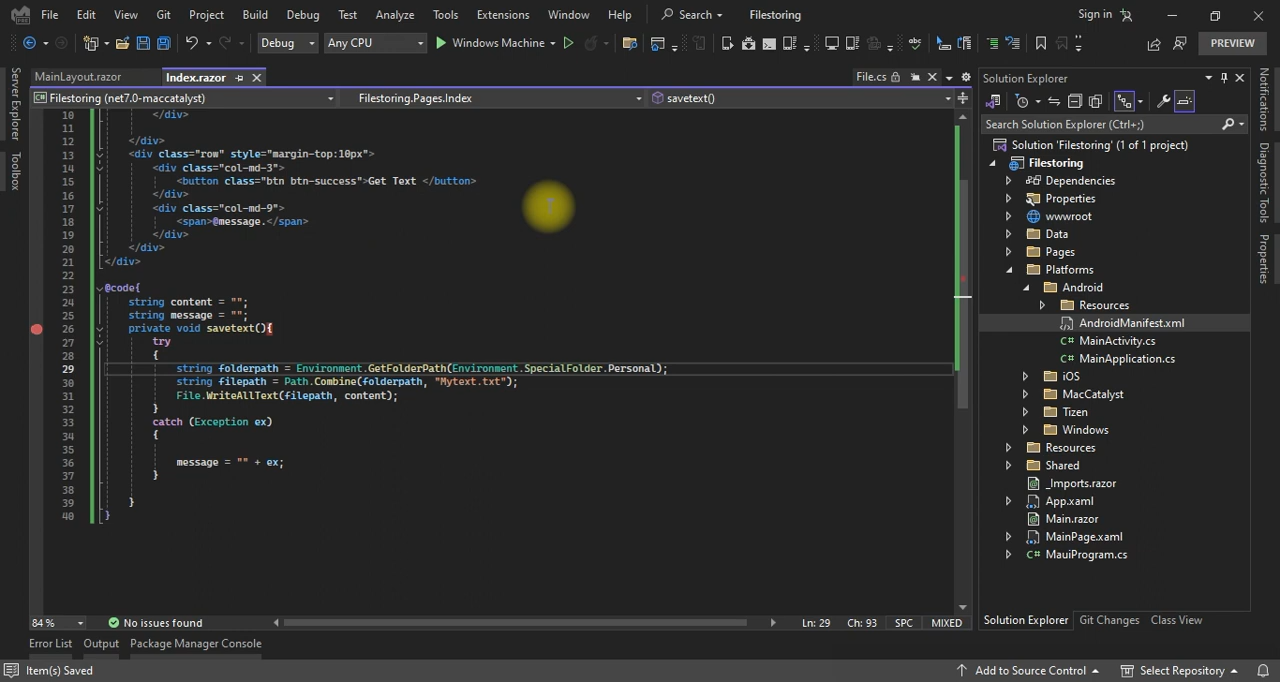 File Edit View Git Project Build Debug Test Analyze Tools Extensions Window Help Search Filestoring Sign in
Debug Any CPU Windows Machine PREVIEW
MainLayout.razor Index.razor File.cs
Filestoring (net7.0-maccatalyst) Filestoring.Pages.Index savetext()
10 </div>
11
12 </div>
13 <div class="row" style="margin-top:10px">
14 <div class="col-md-3">
15 <button class="btn btn-success">Get Text </button>
16 </div>
17 <div class="col-md-9">
18 <span>@message.</span>
19 </div>
20 </div>
21 </div>
22
23 @code{
24 string content = "";
25 string message = "";
26 private void savetext(){
27 try
28 {
29 string folderpath = Environment.GetFolderPath(Environment.SpecialFolder.Personal);
30 string filepath = Path.Combine(folderpath, "Mytext.txt");
31 File.WriteAllText(filepath, content);
32 }
33 catch (Exception ex)
34 {
35
36 message = "" + ex;
37 }
38
39 }
40 }
84 % No issues found Ln: 29 Ch: 93 SPC MIXED
Error List Output Package Manager Console
Item(s) Saved Add to Source Control Select Repository
Server Explorer
Toolbox
Solution Explorer
Search Solution Explorer (Ctrl+;)
Solution 'Filestoring' (1 of 1 project)
Filestoring
Dependencies
Properties
wwwroot
Data
Pages
Platforms
Android
Resources
AndroidManifest.xml
C# MainActivity.cs
C# MainApplication.cs
iOS
MacCatalyst
Tizen
Windows
Resources
Shared
_Imports.razor
App.xaml
Main.razor
MainPage.xaml
C# MauiProgram.cs
Solution Explorer Git Changes Class View
Notifications
Diagnostic Tools
Properties